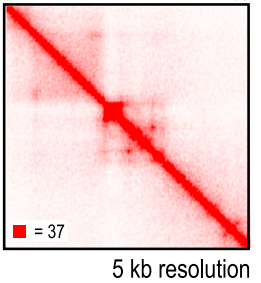 = 37
5 kb resolution